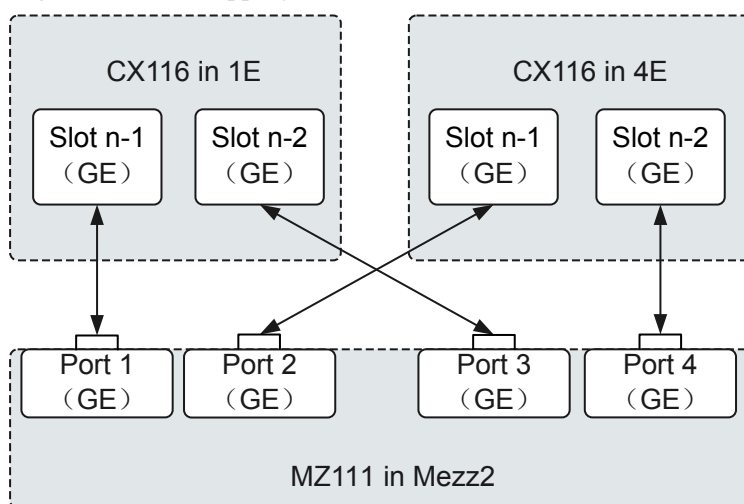 CX116 in 1E
CX116 in 4E
Slot n-1
（GE）
Slot n-2
（GE）
Slot n-1
（GE）
Slot n-2
（GE）
Port 1
（GE）
Port 2
（GE）
Port 3
（GE）
Port 4
（GE）
MZ111 in Mezz2